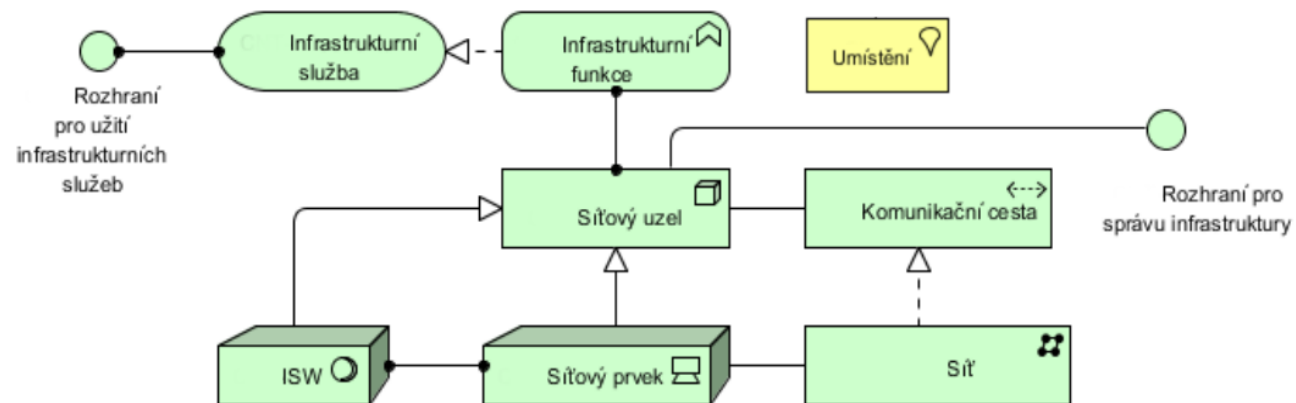 Infrastrukturní
služba
Infrastrukturní
funkce
Umístění
Rozhraní
pro užití
infrastrukturních
služeb
Rozhraní pro
správu infrastruktury
Síťový uzel
Komunikační cesta
ISW
Síťový prvek
Síť